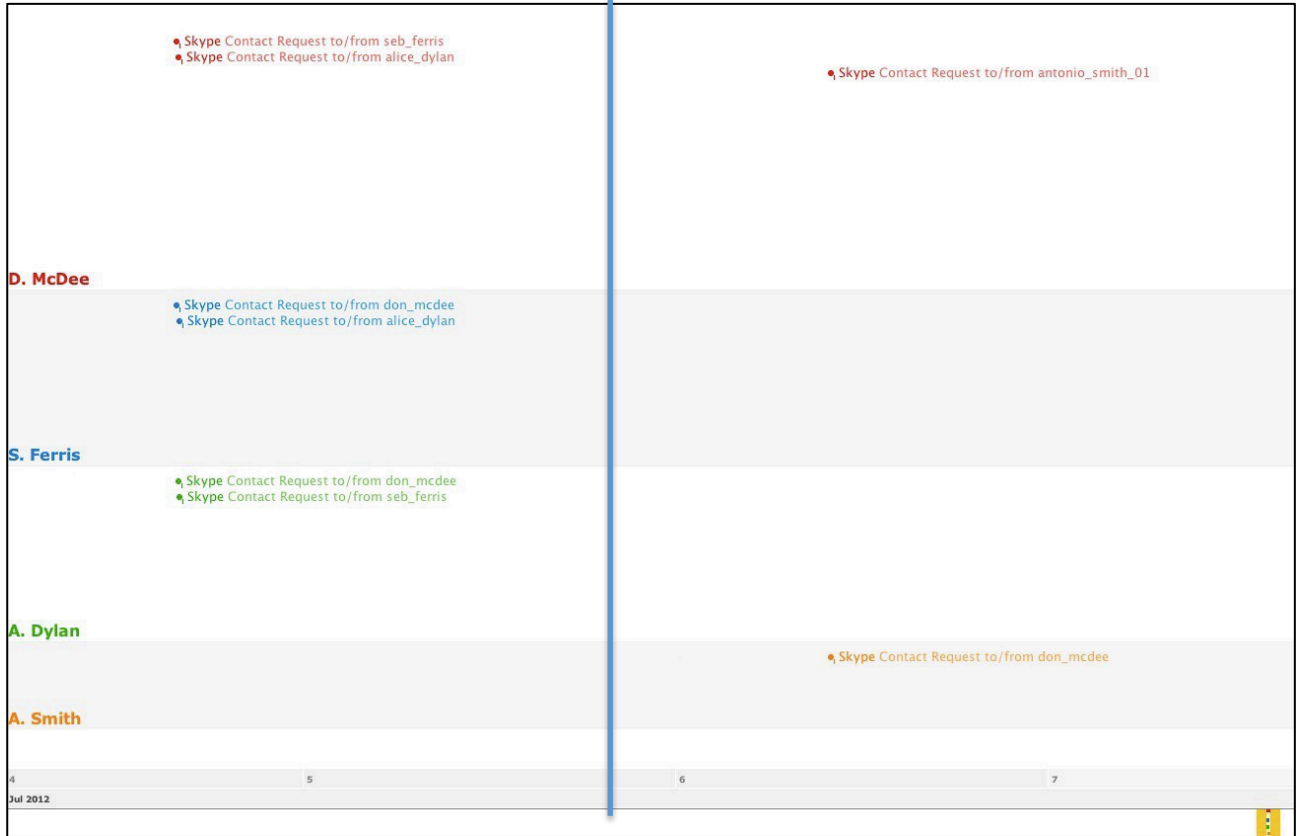 Skype Contact Request to/from seb_ferris
Skype Contact Request to/from alice_dylan
Skype Contact Request to/from antonio_smith_01
D. McDee
Skype Contact Request to/from don_mcdee
Skype Contact Request to/from alice_dylan
S. Ferris
Skype Contact Request to/from don_mcdee
Skype Contact Request to/from seb_ferris
A. Dylan
Skype Contact Request to/from don_mcdee
A. Smith
4 5 6 7
Jul 2012